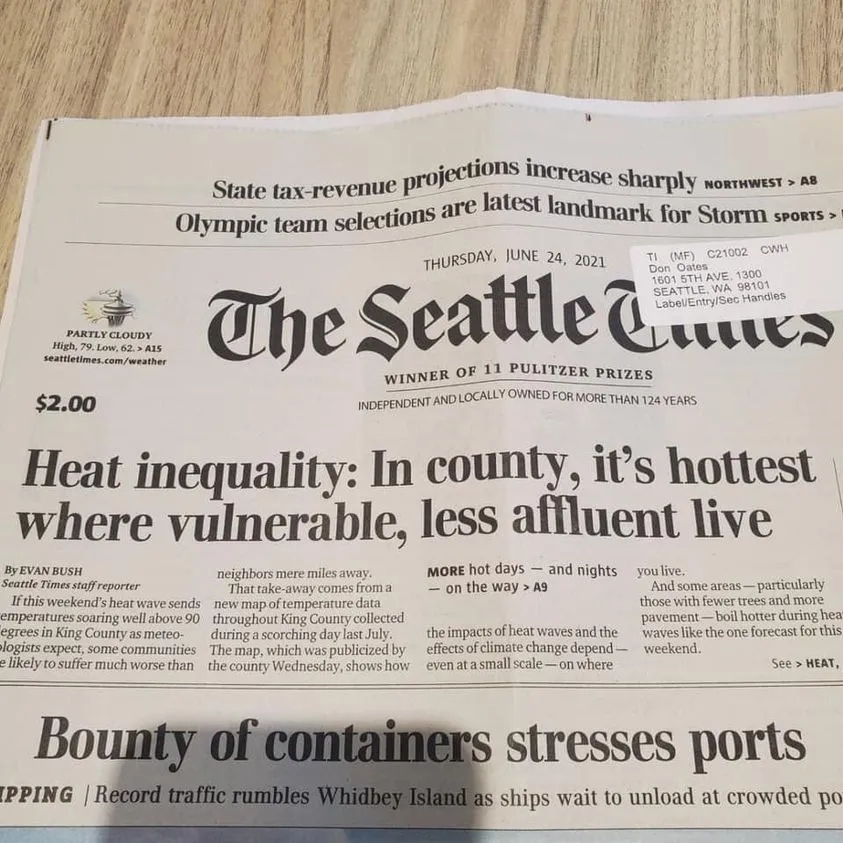 State tax-revenue projections increase sharply NORTHWEST > A8
Olympic team selections are latest landmark for Storm SPORTS >
THURSDAY, JUNE 24, 2021
TI (MF) C21002 CWH
Don Oates
1601 5TH AVE, 1300
SEATTLE, WA 98101
Label/Entry/Sec Handles
The Seattle Times
PARTLY CLOUDY
High, 79. Low, 62. > A15
seattletimes.com/weather
WINNER OF 11 PULITZER PRIZES
$2.00
INDEPENDENT AND LOCALLY OWNED FOR MORE THAN 124 YEARS
Heat inequality: In county, it's hottest
where vulnerable, less affluent live
By EVAN BUSH
Seattle Times staff reporter
If this weekend's heat wave sends
emperatures soaring well above 90
egrees in King County as meteo-
ologists expect, some communities
e likely to suffer much worse than
neighbors mere miles away.
That take-away comes from a
new map of temperature data
throughout King County collected
during a scorching day last July.
The map, which was publicized by
the county Wednesday, shows how
MORE hot days — and nights
— on the way > A9
the impacts of heat waves and the
effects of climate change depend —
even at a small scale — on where
you live.
And some areas — particularly
those with fewer trees and more
pavement — boil hotter during hea
waves like the one forecast for this
weekend.
See > HEAT,
Bounty of containers stresses ports
IPPING | Record traffic rumbles Whidbey Island as ships wait to unload at crowded po